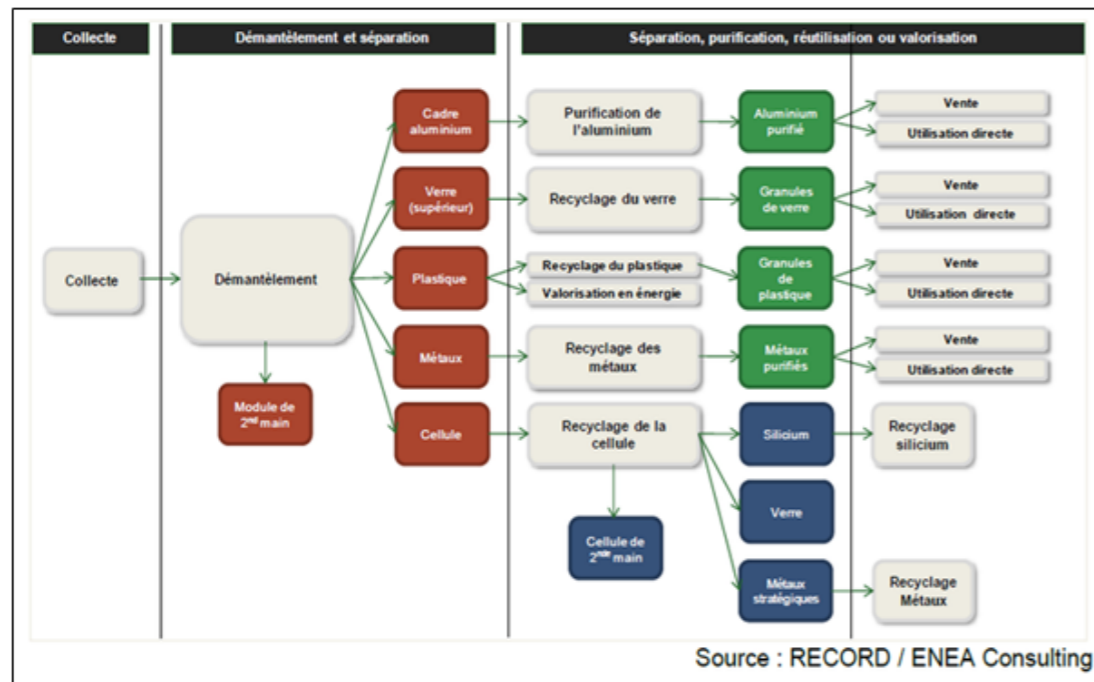 Collecte
Démantèlement et séparation
Séparation, purification, réutilisation ou valorisation
Cadre
aluminium
Purification de
l'aluminium
Aluminium
purifié
Vente
Utilisation directe
Verre
(supérieur)
Recyclage du verre
Granules
de verre
Vente
Utilisation directe
Collecte
Démantèlement
Plastique
Recyclage du plastique
Valorisation en énergie
Granules
de
plastique
Vente
Utilisation directe
Métaux
Recyclage des
métaux
Métaux
purifiés
Vente
Utilisation directe
Module de
2nd main
Cellule
Recyclage de la
cellule
Silicium
Recyclage
silicium
Cellule de
2nde main
Verre
Métaux
stratégiques
Recyclage
Métaux
Source : RECORD / ENEA Consulting